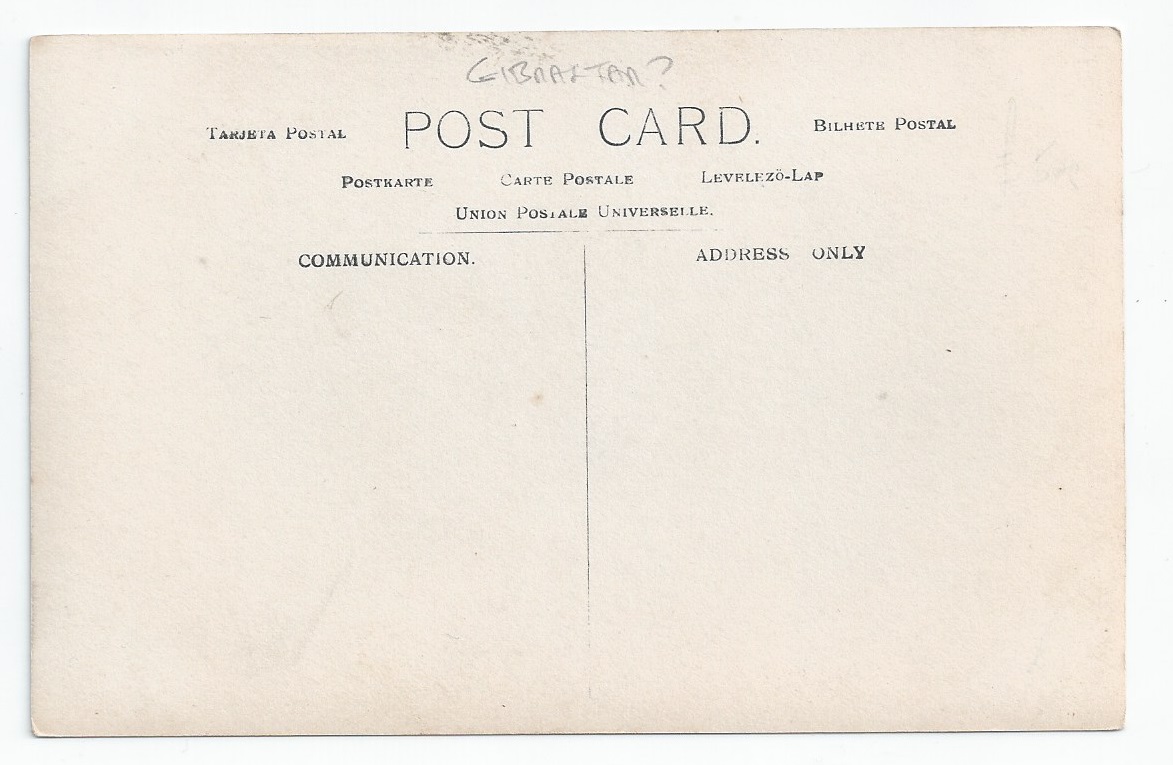 GIBRALTAR?
TARJETA POSTAL POST CARD. BILHETE POSTAL
POSTKARTE CARTE POSTALE LEVELEZÖ-LAP
UNION POSTALE UNIVERSELLE.
COMMUNICATION. ADDRESS ONLY